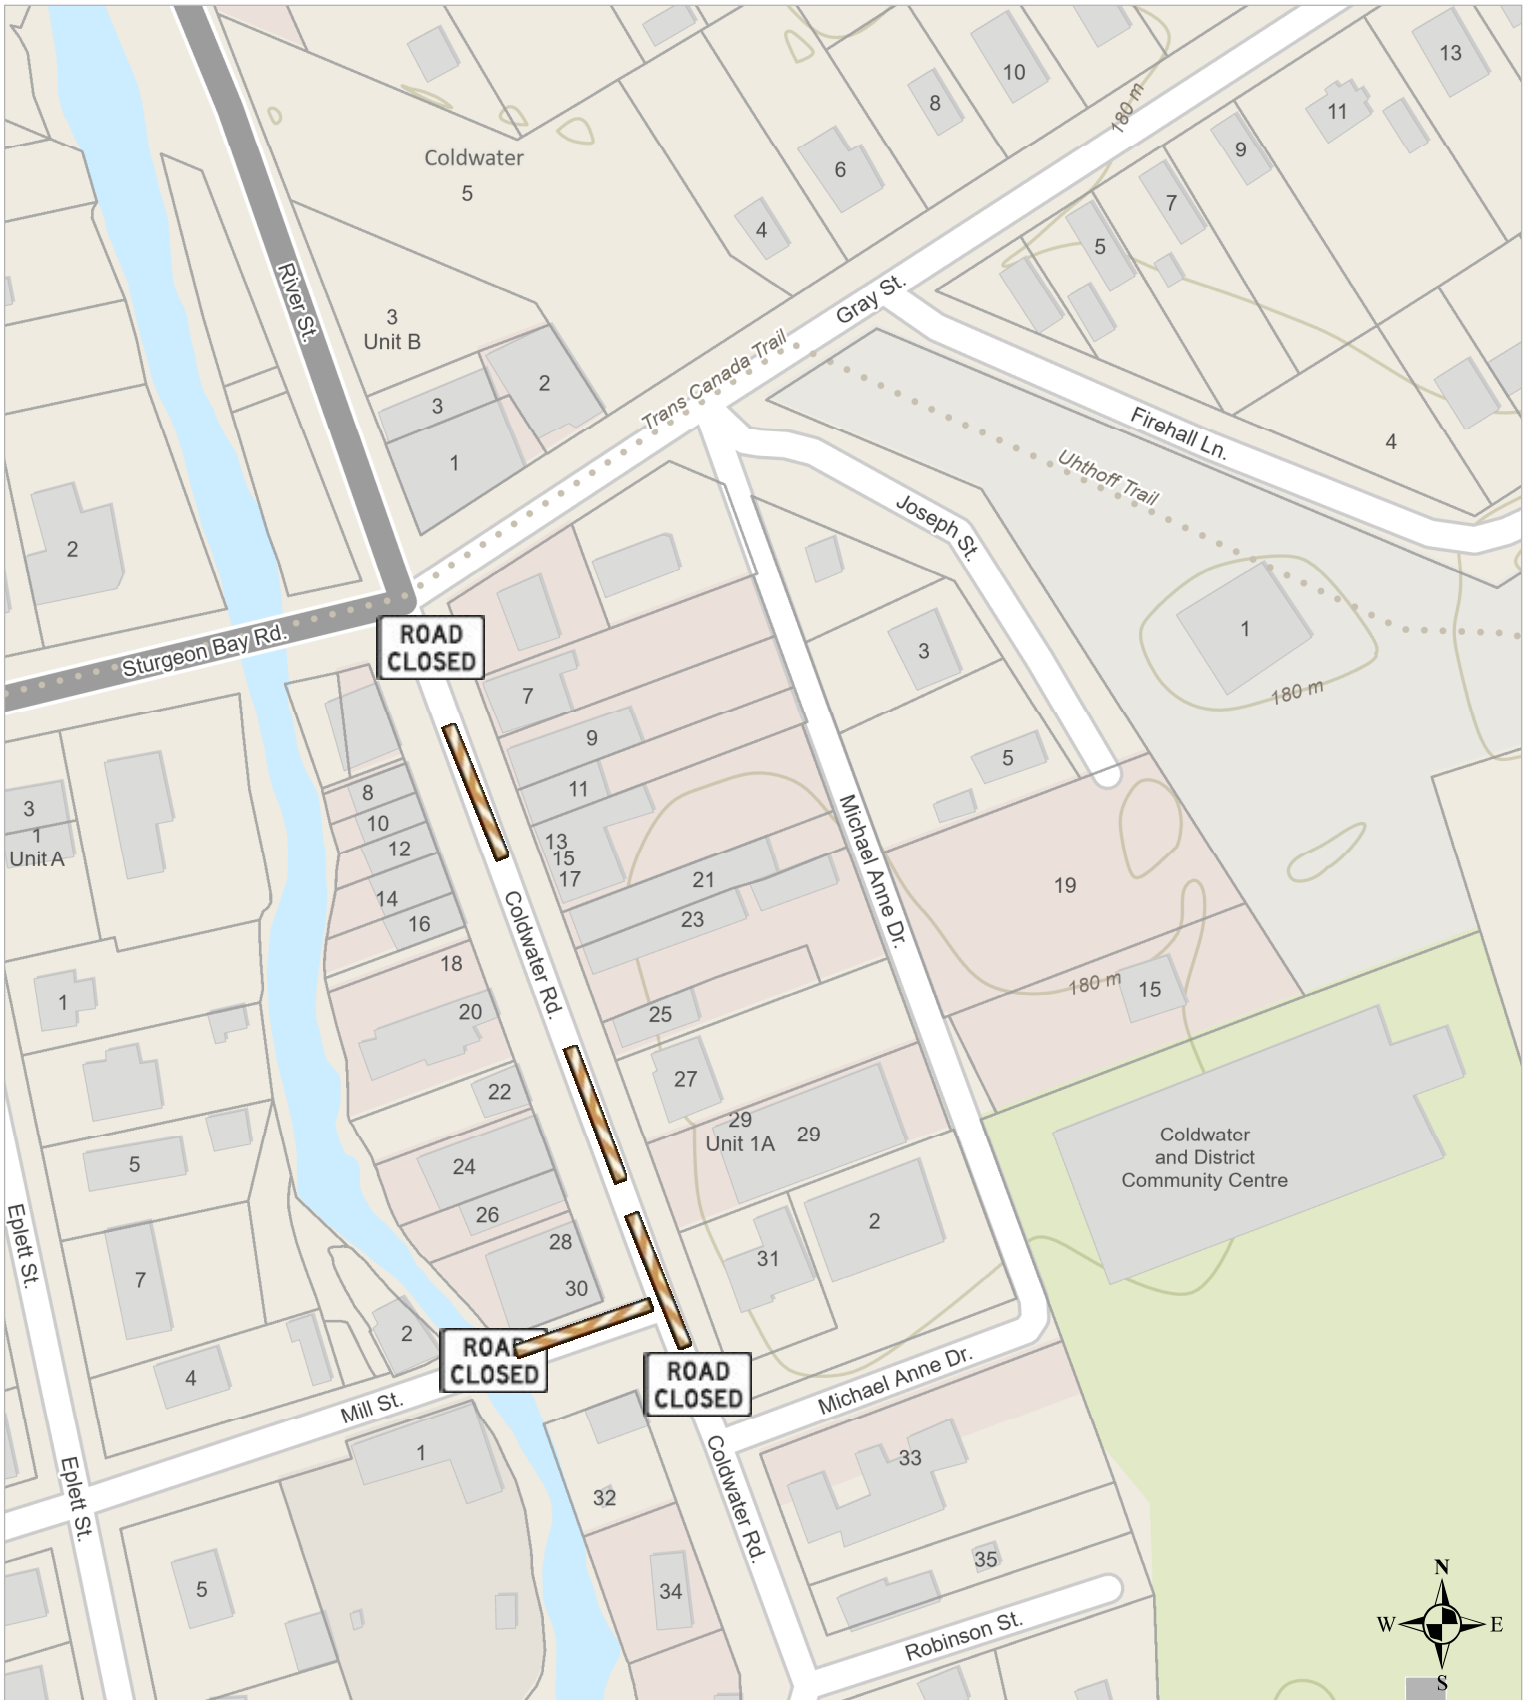 13
10
8
11
180 m
9
Coldwater
5
6
7
4
5
River St.
Gray St.
3
Unit B
Trans Canada Trail
2
3
Firehall Ln.
4
1
Uhthoff Trail
Joseph St.
2
Sturgeon Bay Rd.
ROAD
CLOSED
1
3
180 m
7
9
5
8
11
3
10
1
Unit A
12
13
15
17
Michael Anne Dr.
21
19
14
23
16
Coldwater Rd.
18
180 m
15
1
20
25
27
22
29
Unit 1A
29
Coldwater
and District
Community Centre
5
24
26
2
Eplett St.
28
31
7
30
2
ROAD
CLOSED
ROAD
CLOSED
4
Mill St.
Michael Anne Dr.
1
33
Coldwater Rd.
32
Eplett St.
35
34
5
Robinson St.
N
W
E
S